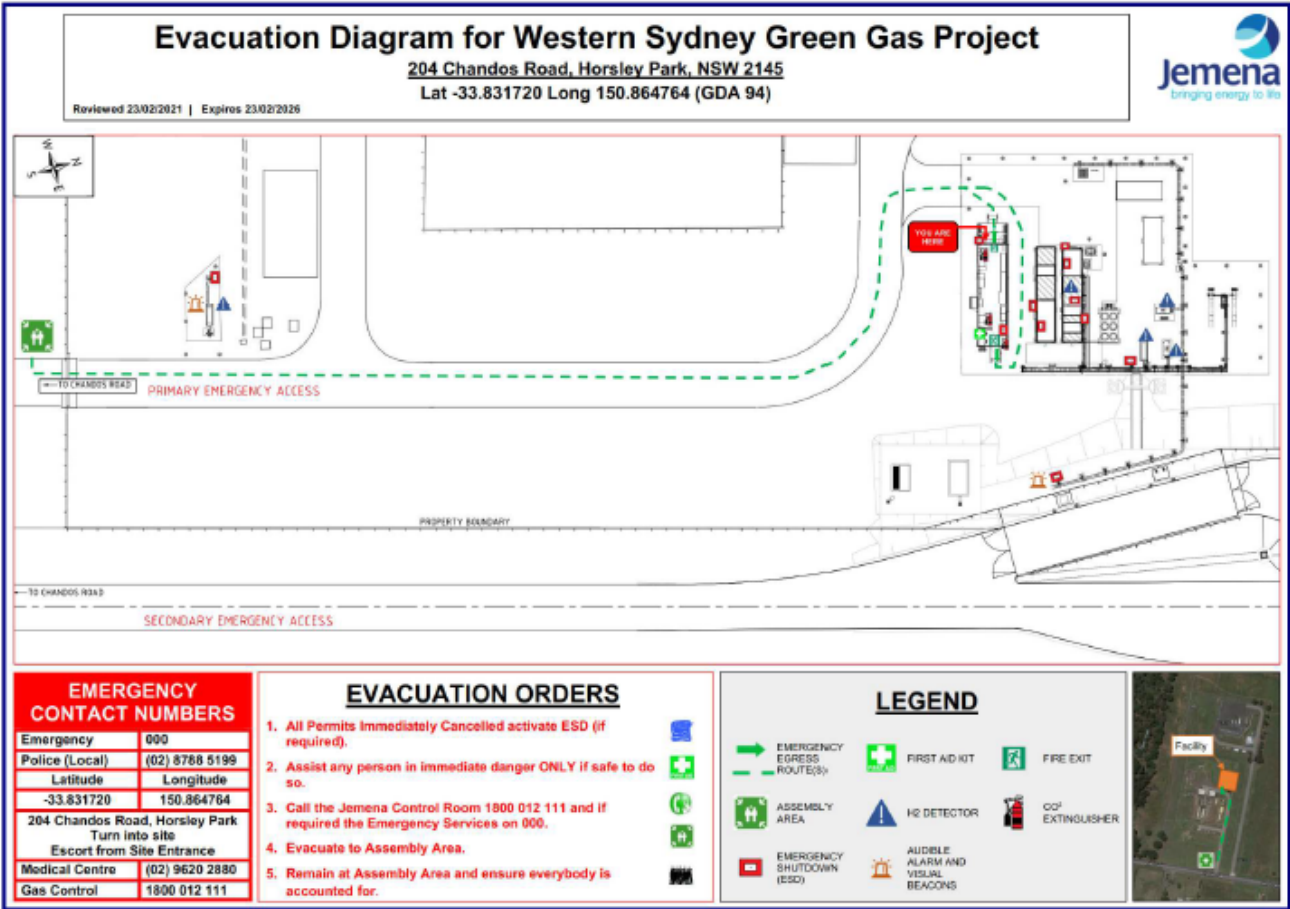 Evacuation Diagram for Western Sydney Green Gas Project
204 Chandos Road, Horsley Park, NSW 2145
Lat -33.831720 Long 150.864764 (GDA 94)
Reviewed 23/02/2021 | Expires 23/02/2026
Jemena
bringing energy to life
W
N
S
E
YOU ARE
HERE
TO CHANDOS ROAD
PRIMARY EMERGENCY ACCESS
PROPERTY BOUNDARY
TO CHANDOS ROAD
SECONDARY EMERGENCY ACCESS
EMERGENCY
CONTACT NUMBERS
Emergency 000
Police (Local) (02) 8788 5199
Latitude Longitude
-33.831720 150.864764
204 Chandos Road, Horsley Park
Turn into site
Escort from Site Entrance
Medical Centre (02) 9620 2880
Gas Control 1800 012 111
EVACUATION ORDERS
1. All Permits Immediately Cancelled activate ESD (if
required).
2. Assist any person in immediate danger ONLY if safe to do
so.
3. Call the Jemena Control Room 1800 012 111 and if
required the Emergency Services on 000.
4. Evacuate to Assembly Area.
5. Remain at Assembly Area and ensure everybody is
accounted for.
LEGEND
EMERGENCY
EGRESS
ROUTE(S)
FIRST AID KIT
FIRE EXIT
ASSEMBLY
AREA
H2 DETECTOR
CO²
EXTINGUISHER
EMERGENCY
SHUTDOWN
(ESD)
AUDIBLE
ALARM AND
VISUAL
BEACONS
Facility